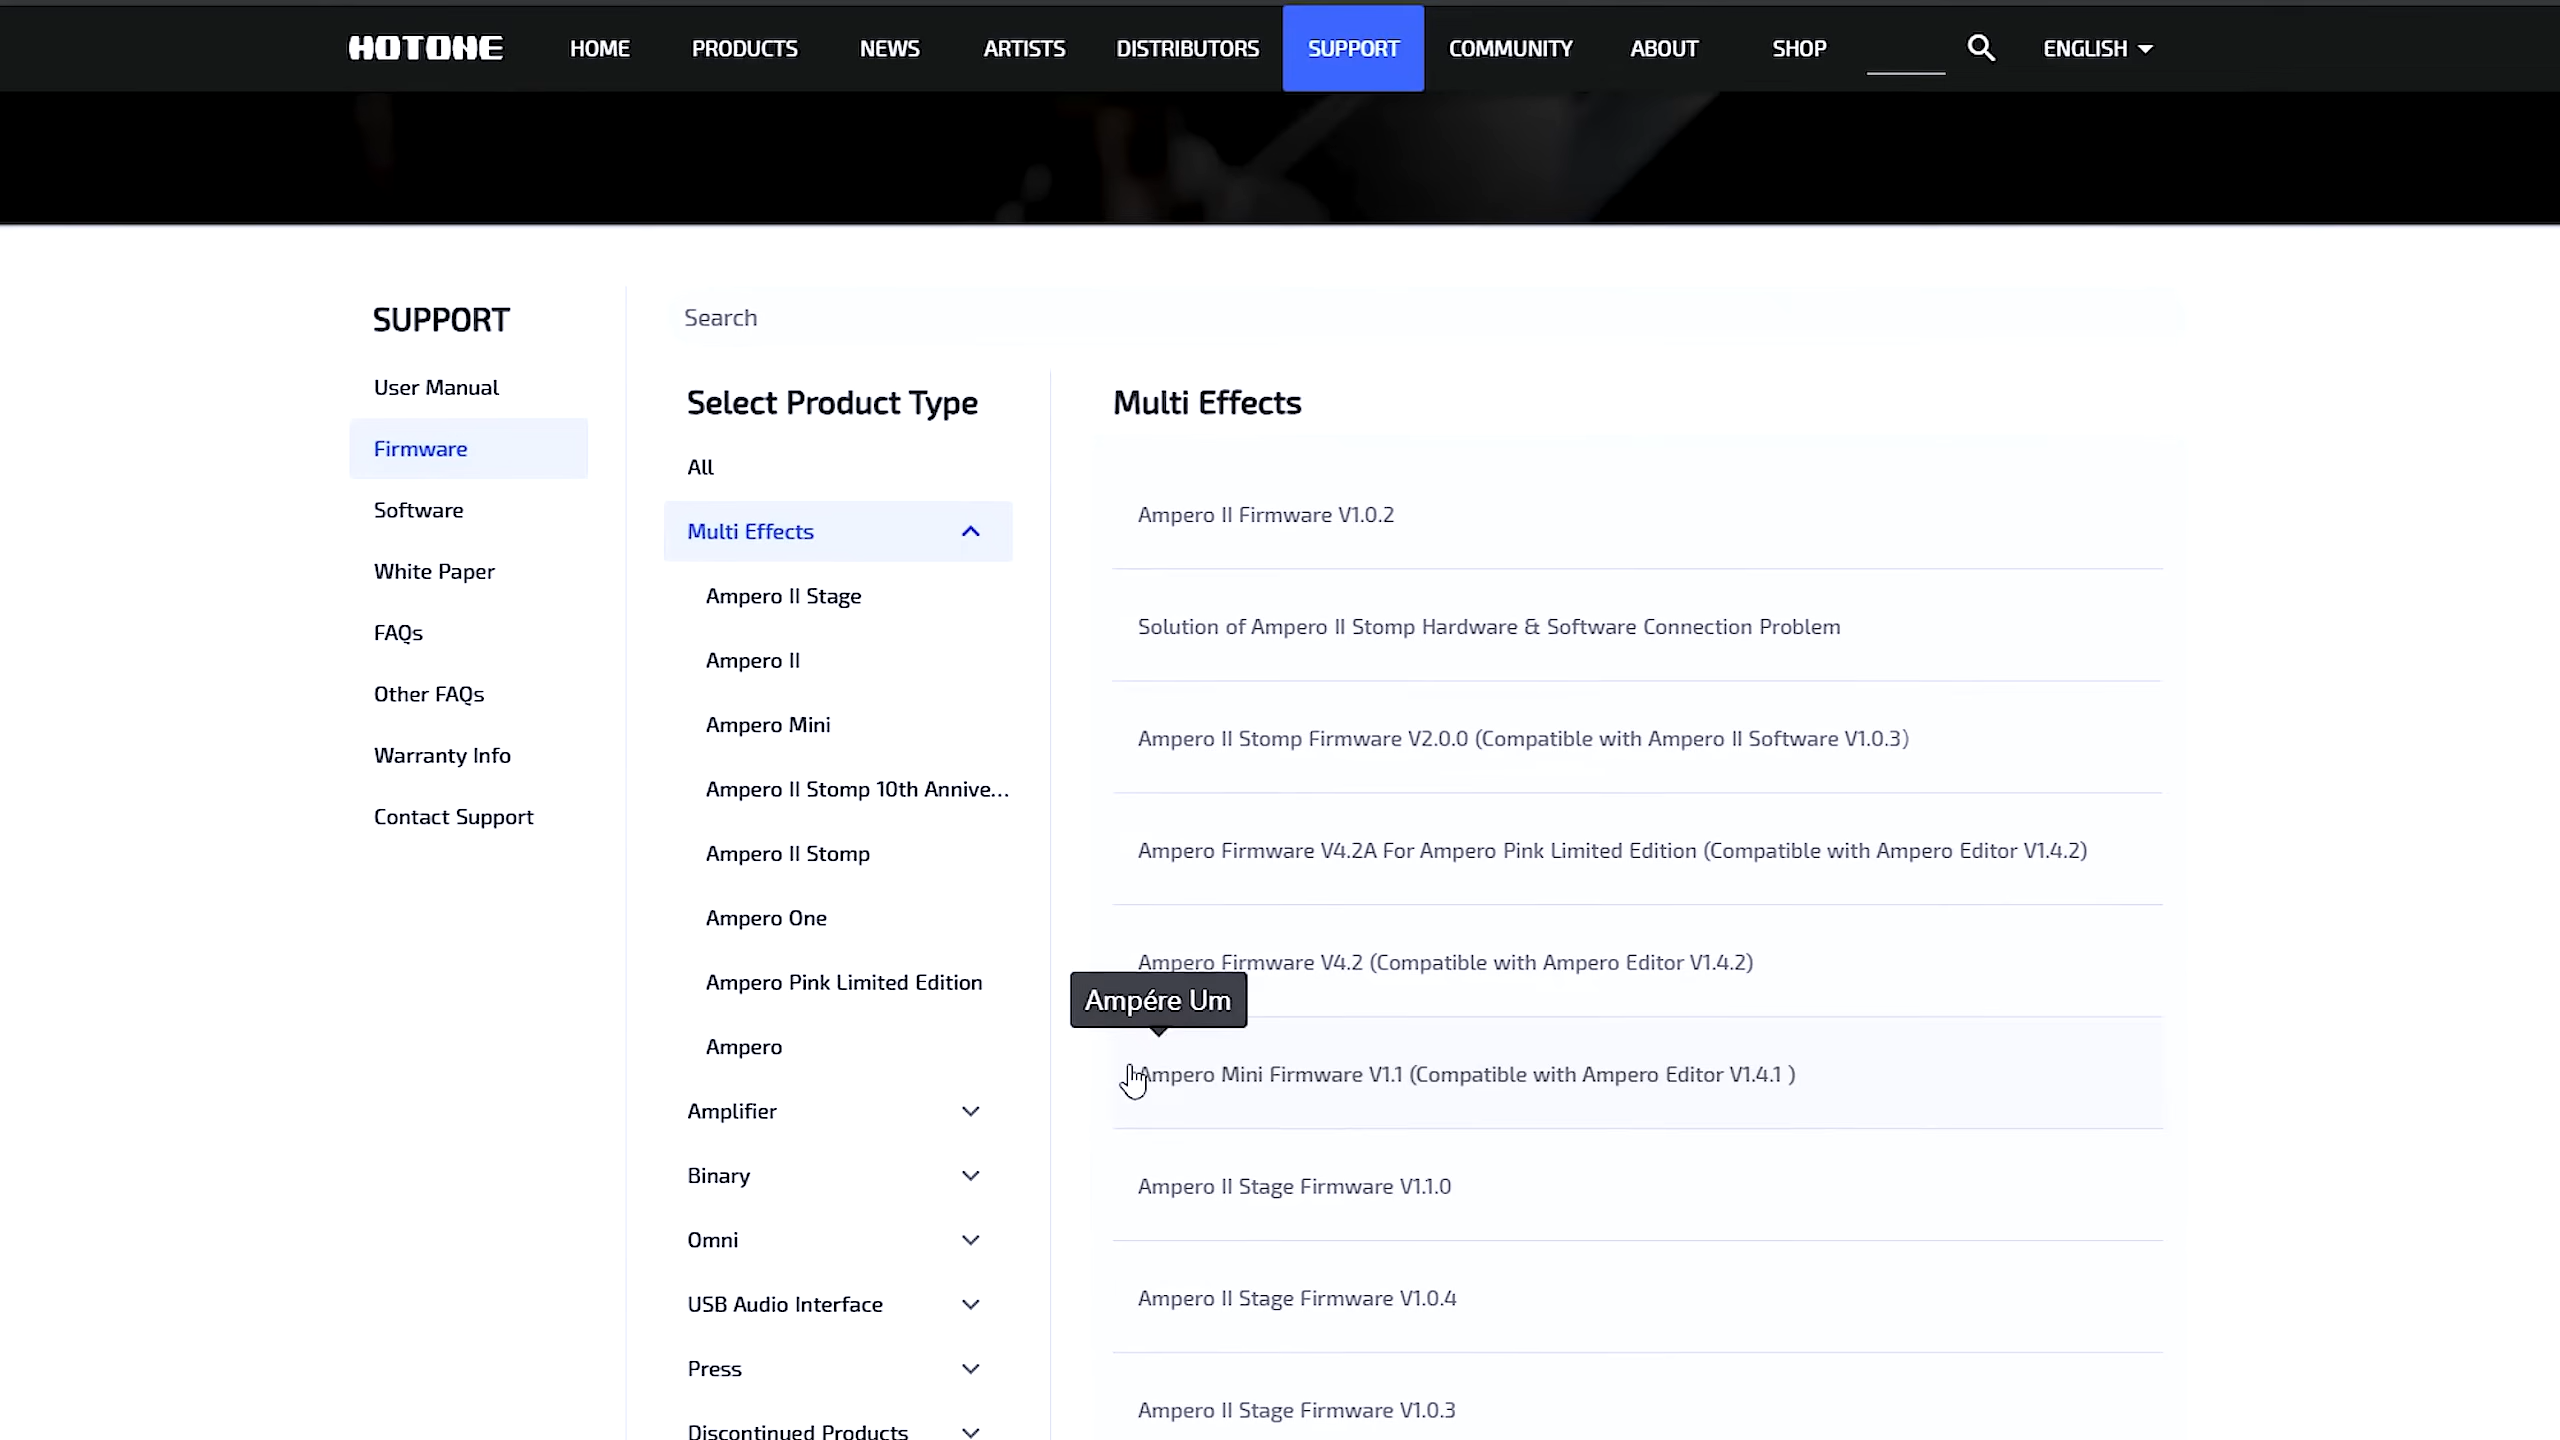 HOTONE
HOME
PRODUCTS
NEWS
ARTISTS
DISTRIBUTORS
SUPPORT
COMMUNITY
ABOUT
SHOP
ENGLISH
SUPPORT
User Manual
Firmware
Software
White Paper
FAQs
Other FAQs
Warranty Info
Contact Support
Search
Select Product Type
All
Multi Effects
Ampero II Stage
Ampero II
Ampero Mini
Ampero II Stomp 10th Annive...
Ampero II Stomp
Ampero One
Ampero Pink Limited Edition
Ampero
Amplifier
Binary
Omni
USB Audio Interface
Press
Discontinued Products
Multi Effects
Ampero II Firmware V1.0.2
Solution of Ampero II Stomp Hardware & Software Connection Problem
Ampero II Stomp Firmware V2.0.0 (Compatible with Ampero II Software V1.0.3)
Ampero Firmware V4.2A For Ampero Pink Limited Edition (Compatible with Ampero Editor V1.4.2)
Ampero Firmware V4.2 (Compatible with Ampero Editor V1.4.2)
Ampére Um
Ampero Mini Firmware V1.1 (Compatible with Ampero Editor V1.4.1 )
Ampero II Stage Firmware V1.1.0
Ampero II Stage Firmware V1.0.4
Ampero II Stage Firmware V1.0.3